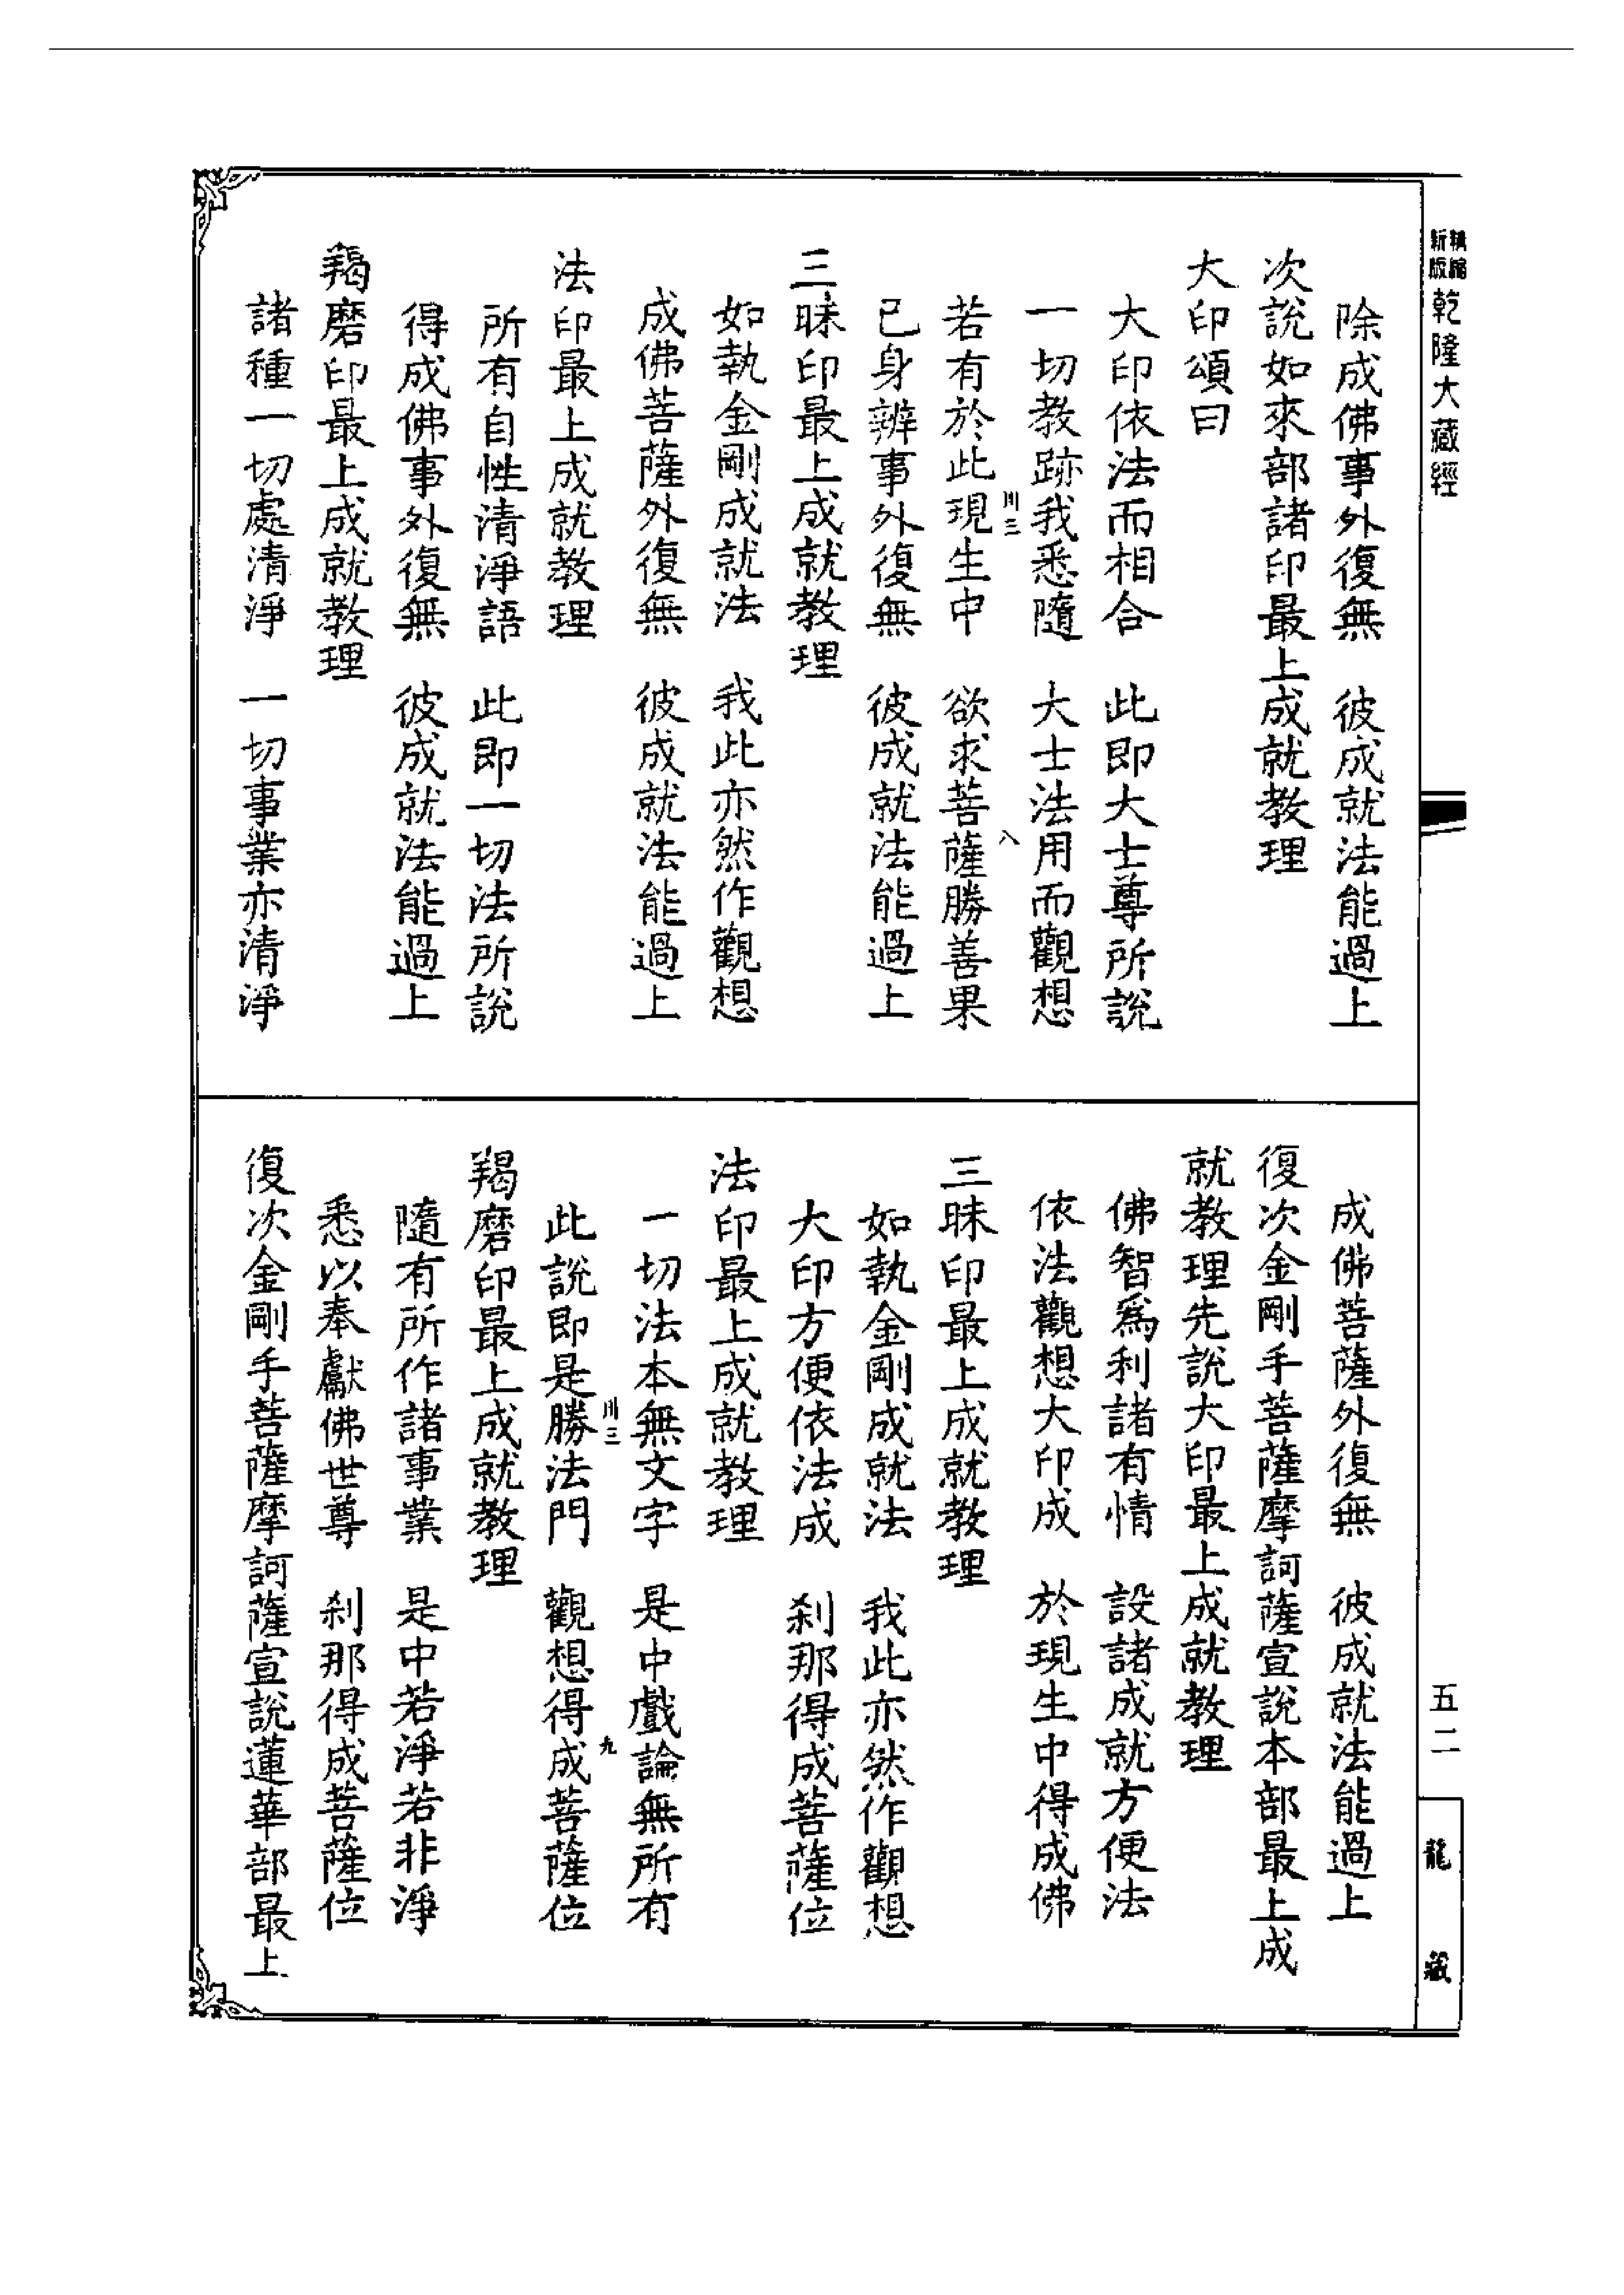 精縮新版乾隆大藏經
五二
龍藏
除成佛事外復無　彼成就法能過上
次說如來部諸印最上成就教理
大印頌曰
大印依法而相合　此即大士尊所說
一切教跡我悉隨　大士法用而觀想
川三　八
若有於此現生中　欲求菩薩勝善果
已身辦事外復無　彼成就法能過上
三昧印最上成就教理
如執金剛成就法　我此亦然作觀想
成佛菩薩外復無　彼成就法能過上
法印最上成就教理
所有自性清淨語　此即一切法所說
得成佛事外復無　彼成就法能過上
羯磨印最上成就教理
諸種一切處清淨　一切事業亦清淨
成佛菩薩外復無　彼成就法能過上
復次金剛手菩薩摩訶薩宣說本部最上成
就教理先說大印最上成就教理
佛智爲利諸有情　設諸成就方便法
依法觀想大印成　於現生中得成佛
三昧印最上成就教理
如執金剛成就法　我此亦然作觀想
大印方便依法成　刹那得成菩薩位
法印最上成就教理
一切法本無文字　是中戲論無所有
川三　九
此說即是勝法門　觀想得成菩薩位
羯磨印最上成就教理
隨有所作諸事業　是中若淨若非淨
悉以奉獻佛世尊　刹那得成菩薩位
復次金剛手菩薩摩訶薩宣說蓮華部最上